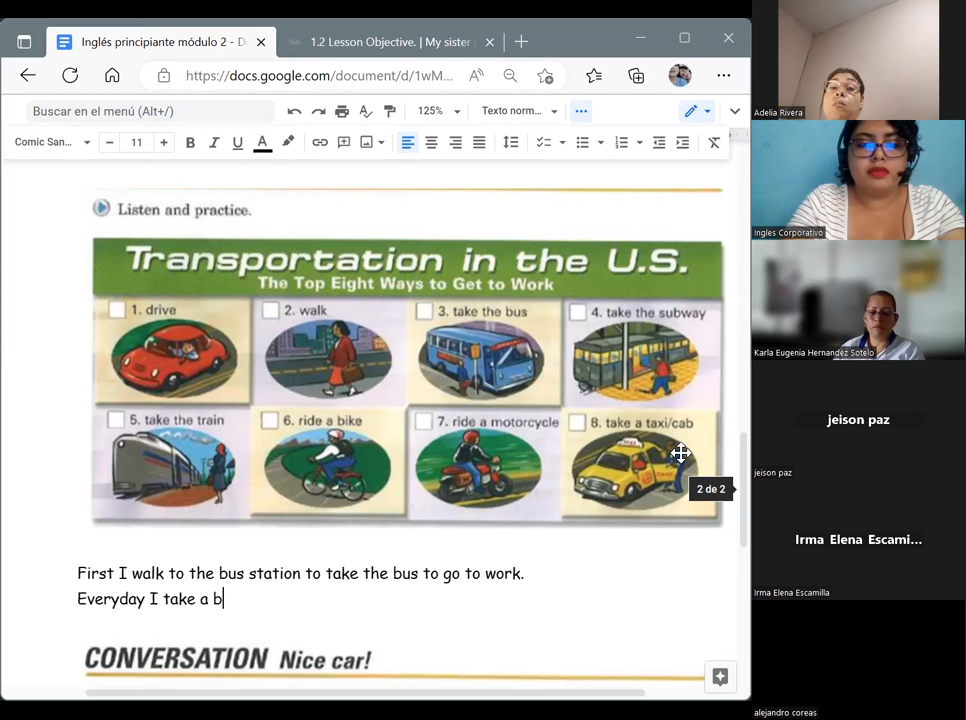 Inglés principiante módulo 2 - D
1.2 Lesson Objective. | My sister
https://docs.google.com/document/d/1wM...
Buscar en el menú (Alt+/)
125%
Texto norm...
Comic San...
11
Listen and practice.
Transportation in the U.S.
The Top Eight Ways to Get to Work
1. drive
2. walk
3. take the bus
4. take the subway
5. take the train
6. ride a bike
7. ride a motorcycle
8. take a taxi/cab
2 de 2
First I walk to the bus station to take the bus to go to work.
Everyday I take a b
CONVERSATION Nice car!
Adelia Rivera
Ingles Corporativo
Karla Eugenia Hernandez Sotelo
jeison paz
jeison paz
Irma Elena Escami...
Irma Elena Escamilla
alejandro coreas